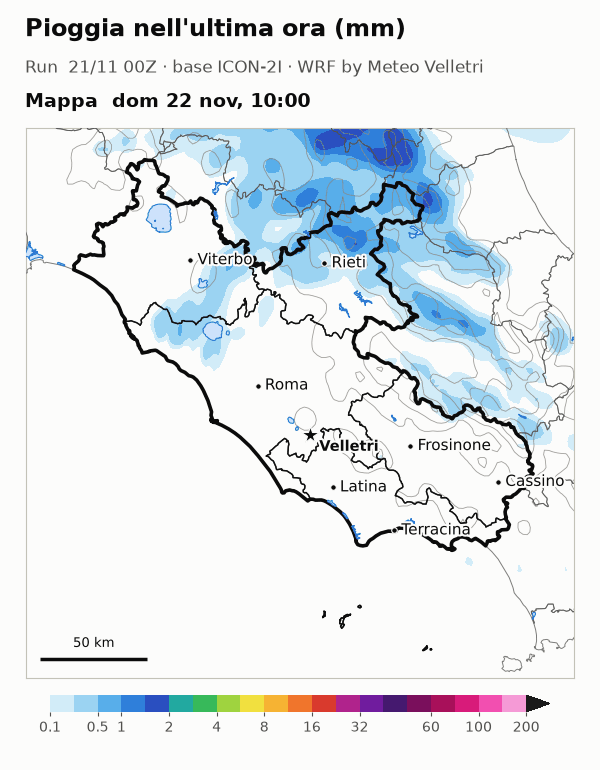 Pioggia nell'ultima ora (mm)
Run  21/11 00Z · base ICON-2I · WRF by Meteo Velletri
Mappa  dom 22 nov, 10:00
Viterbo
Rieti
Roma
Velletri
Frosinone
Cassino
Latina
Terracina
50 km
0.1 0.5 1 2 4 8 16 32 60 100 200